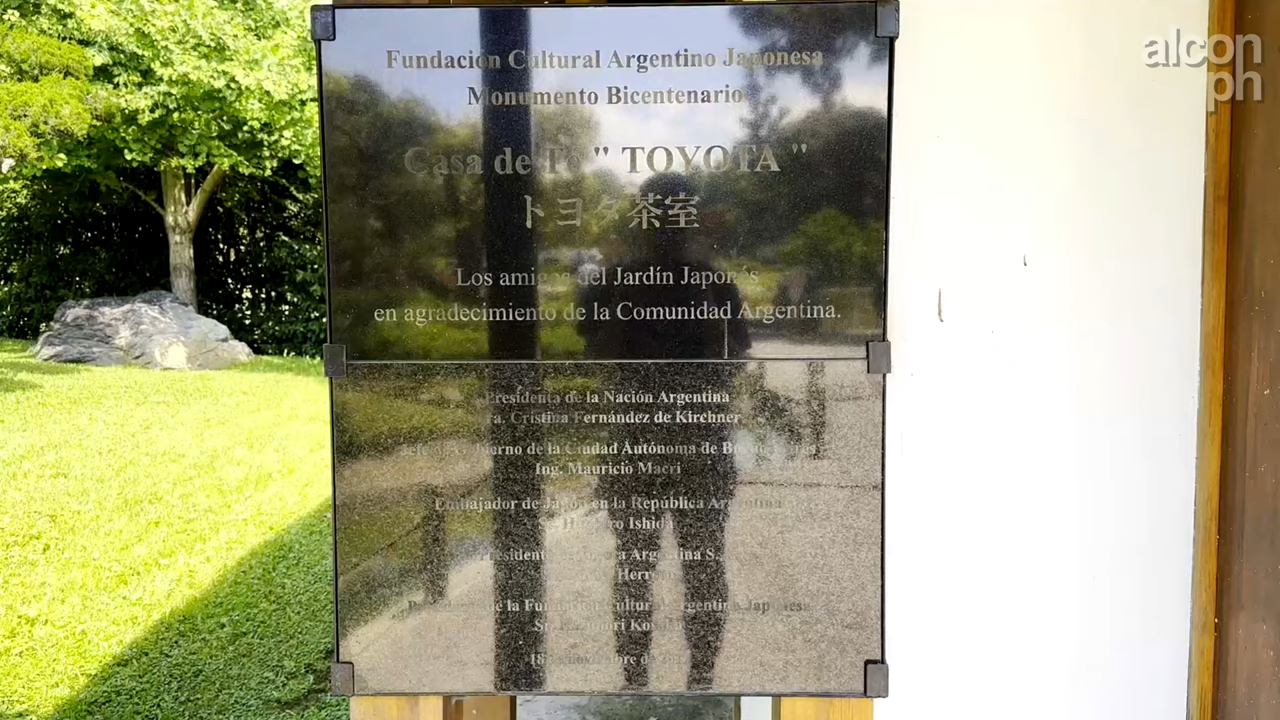 Fundación Cultural Argentino Japonesa
Monumento Bicentenario
Casa de Té " TOYOTA "
トヨタ茶室
Los amigos del Jardín Japonés
en agradecimiento de la Comunidad Argentina.
Presidenta de la Nación Argentina
Cristina Fernández de Kirchner
de la Ciudad Autónoma de
Ing. Mauricio Macri
Embajador de Japón en la República Argentina
Ishida
Argentina S.
de la Cultural Argentino Japonesa
alcon
ph